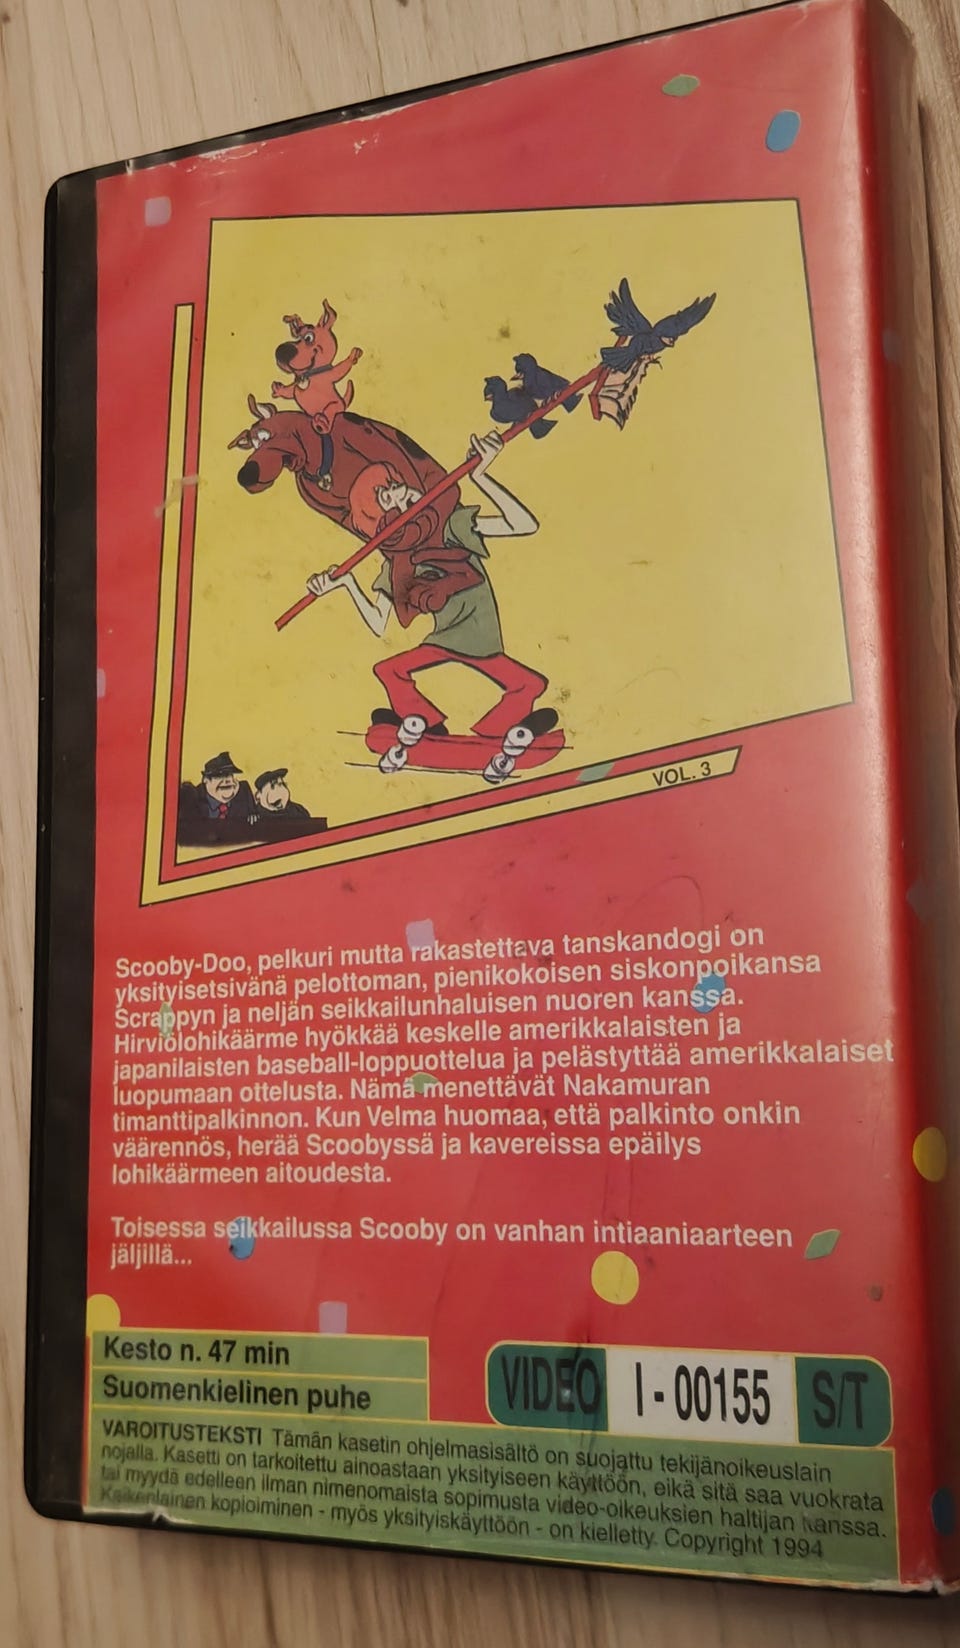 VOL. 3
Scooby-Doo, pelkuri mutta rakastettava tanskandogi on
yksityisetsivänä pelottoman, pienikokoisen siskonpoikansa
Scrappyn ja neljän seikkailunhaluisen nuoren kanssa.
Hirviölohikäärme hyökkää keskelle amerikkalaisten ja
japanilaisten baseball-loppuottelua ja pelästyttää amerikkalaiset
luopumaan ottelusta. Nämä menettävät Nakamuran
timanttipalkinnon. Kun Velma huomaa, että palkinto onkin
väärennös, herää Scoobyssä ja kavereissa epäilys
lohikäärmeen aitoudesta.
Toisessa seikkailussa Scooby on vanhan intiaaniaarteen
jäljillä...
Kesto n. 47 min
Suomenkielinen puhe
VIDEO I - 00155 S/T
VAROITUSTEKSTI Tämän kasetin ohjelmasisältö on suojattu tekijänoikeuslain
nojalla. Kasetti on tarkoitettu ainoastaan yksityiseen käyttöön, eikä sitä saa vuokrata
tai myydä edelleen ilman nimenomaista sopimusta video-oikeuksien haltijan kanssa.
Kaikenlainen kopioiminen - myös yksityiskäyttöön - on kielletty. Copyright 1994